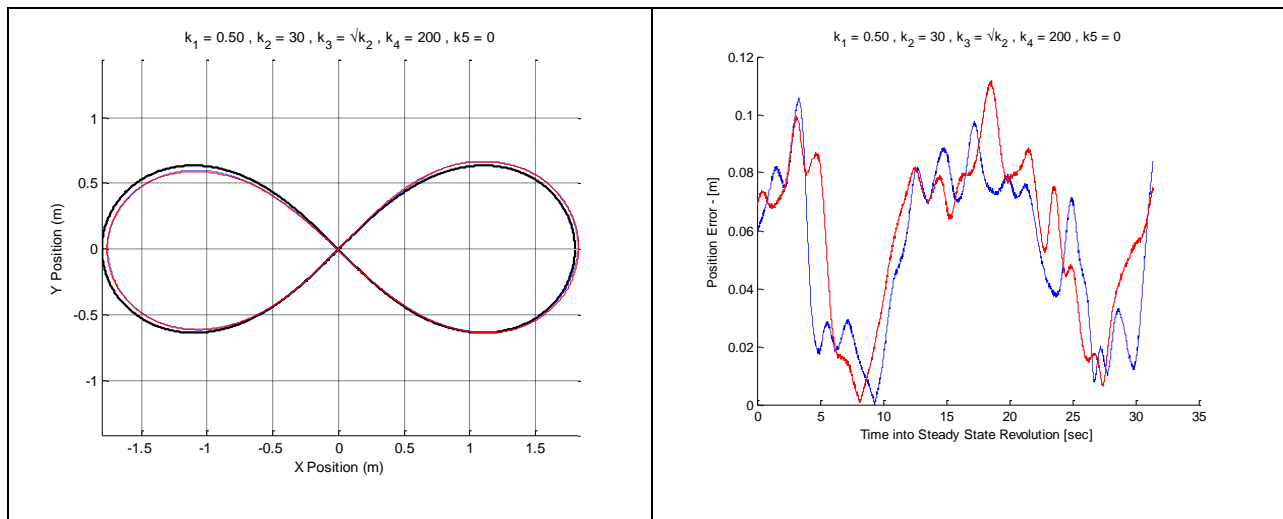 k1 = 0.50 , k2 = 30 , k3 = √k2 , k4 = 200 , k5 = 0
1
0.5
0
-0.5
-1
Y Position (m)
-1.5 -1 -0.5 0 0.5 1 1.5
X Position (m)
k1 = 0.50 , k2 = 30 , k3 = √k2 , k4 = 200 , k5 = 0
0.12
0.1
0.08
0.06
0.04
0.02
0
Position Error - [m]
0 5 10 15 20 25 30 35
Time into Steady State Revolution [sec]